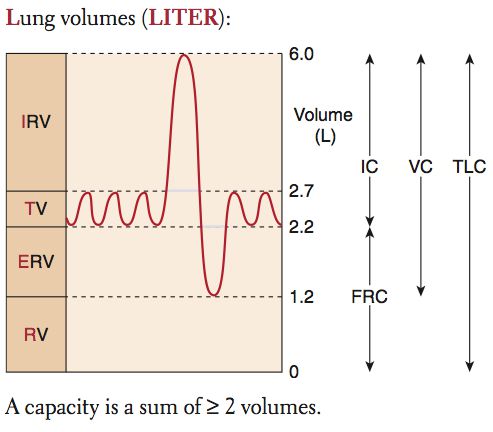 Lung volumes (LITER):
6.0
IRV
Volume
(L)
IC VC TLC
2.7
TV
2.2
ERV
1.2
FRC
RV
0
A capacity is a sum of ≥ 2 volumes.